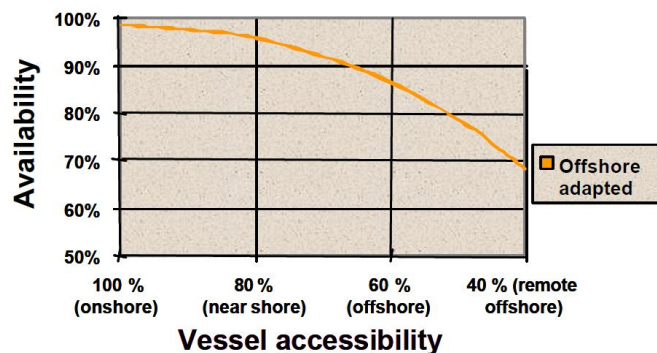 100%
90%
80%
70%
60%
50%
Availability
Offshore
adapted
100 % 80 % 60 % 40 % (remote
(onshore) (near shore) (offshore) offshore)
Vessel accessibility